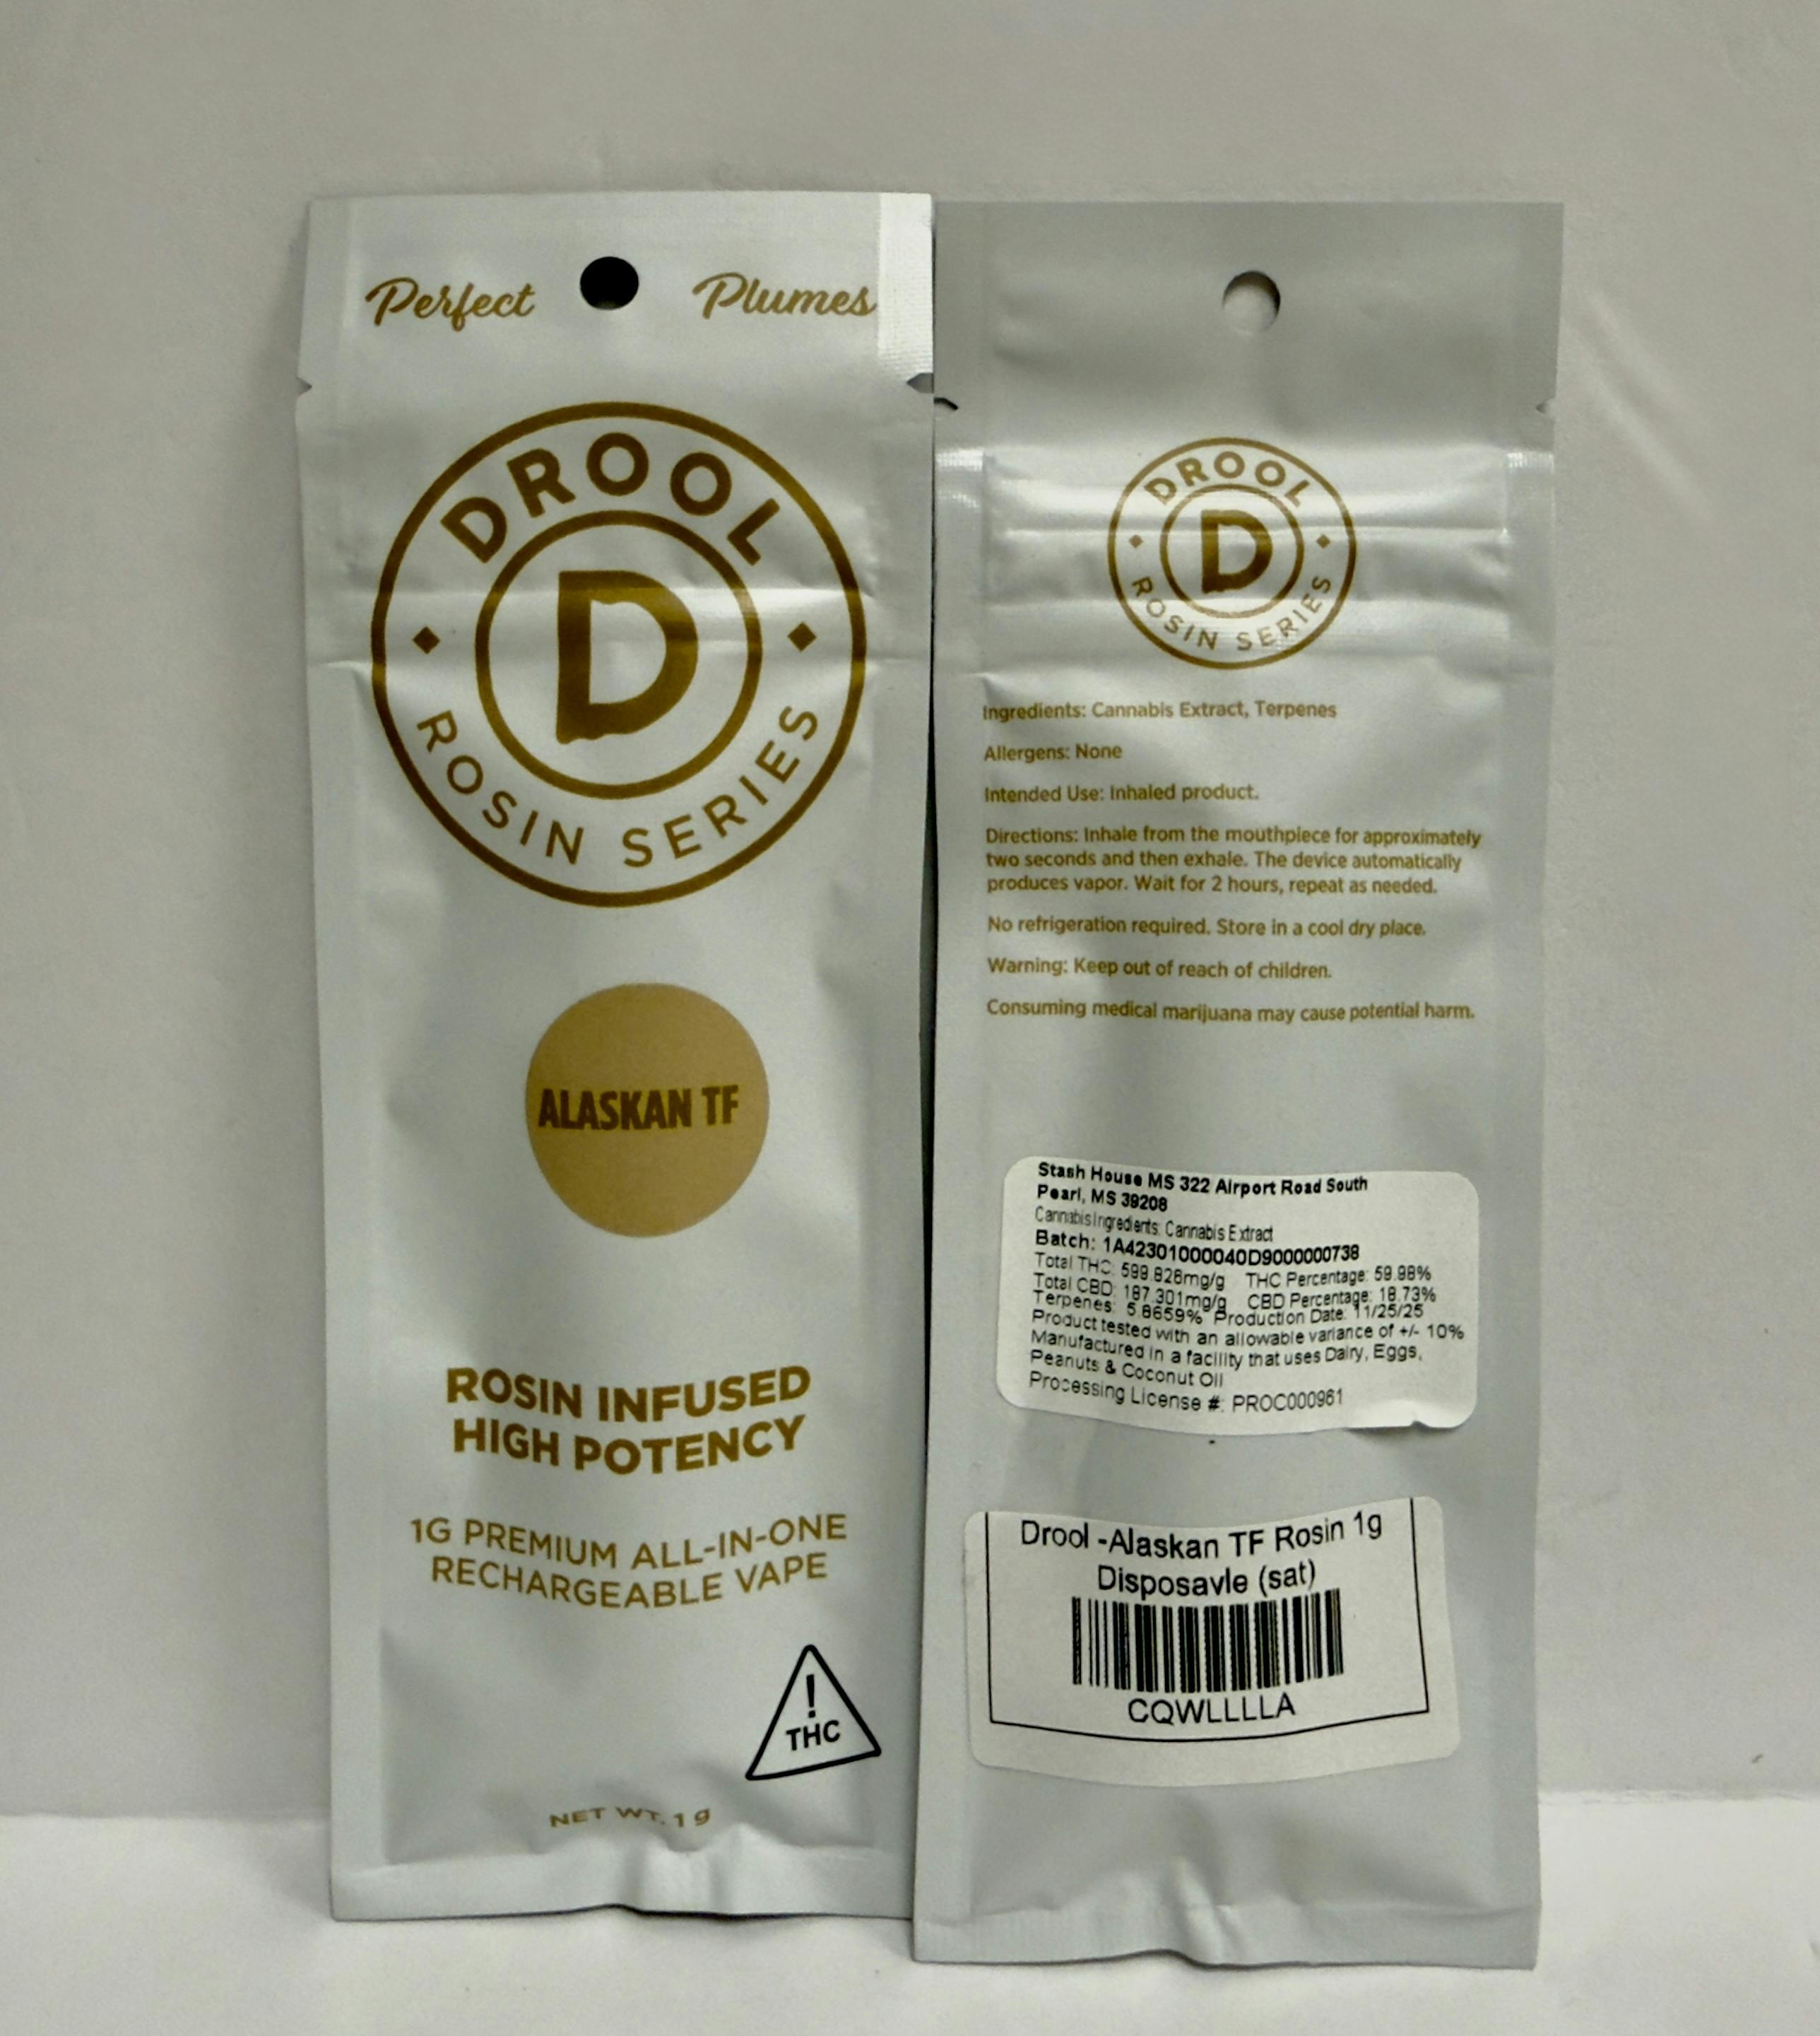 Perfect Plumes
DROOL
D
ROSIN SERIES
ALASKAN TF
ROSIN INFUSED
HIGH POTENCY
1G PREMIUM ALL-IN-ONE
RECHARGEABLE VAPE
!
THC
NET WT. 1 g
DROOL
D
ROSIN SERIES
Ingredients: Cannabis Extract, Terpenes
Allergens: None
Intended Use: Inhaled product.
Directions: Inhale from the mouthpiece for approximately
two seconds and then exhale. The device automatically
produces vapor. Wait for 2 hours, repeat as needed.
No refrigeration required. Store in a cool dry place.
Warning: Keep out of reach of children.
Consuming medical marijuana may cause potential harm.
Stash House MS 322 Airport Road South
Pearl, MS 39208
Cannabis Ingredients: Cannabis Extract
Batch: 1A42301000040D9000000738
Total THC: 599.826mg/g THC Percentage: 59.98%
Total CBD: 187.301mg/g CBD Percentage: 18.73%
Terpenes: 5.8659% Production Date: 11/25/25
Product tested with an allowable variance of +/- 10%
Manufactured in a facility that uses Dairy, Eggs,
Peanuts & Coconut Oil
Processing License #: PROC000961
Drool -Alaskan TF Rosin 1g
Disposavle (sat)
CQWLLLLA